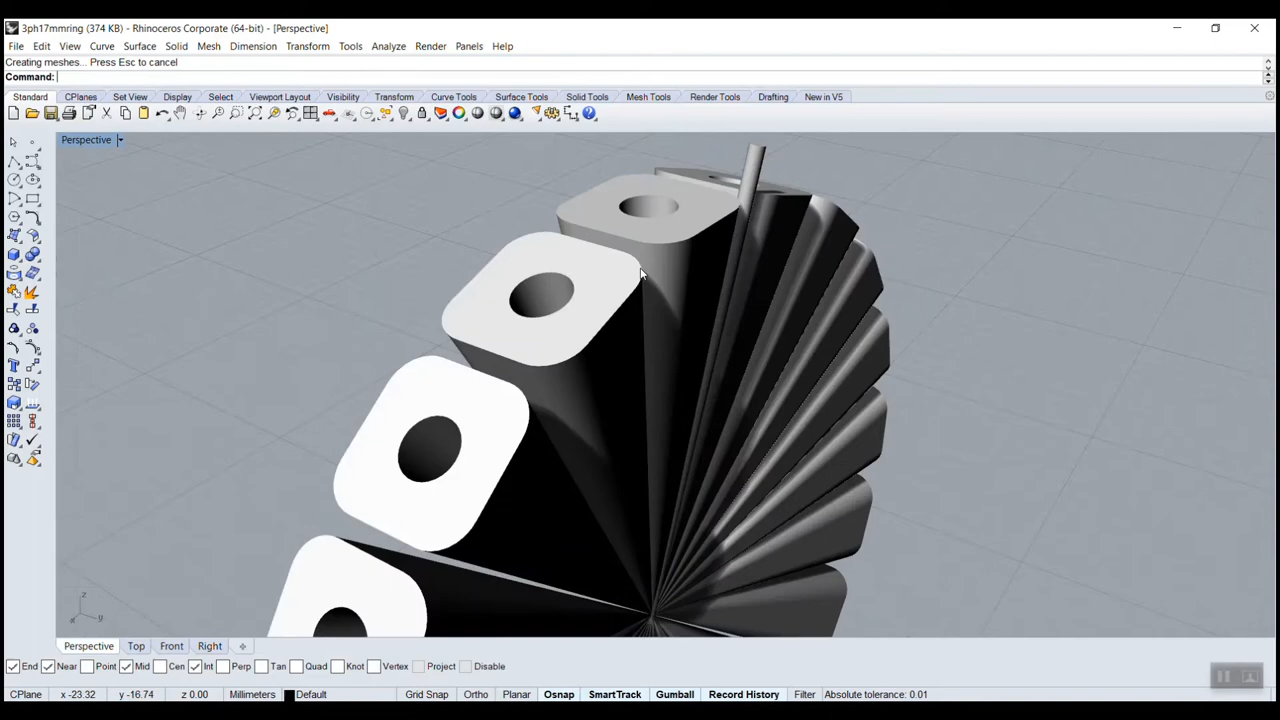 3ph17mmring (374 KB) - Rhinoceros Corporate (64-bit) - [Perspective]
File Edit View Curve Surface Solid Mesh Dimension Transform Tools Analyze Render Panels Help
Creating meshes... Press Esc to cancel
Command:
Standard CPlanes Set View Display Select Viewport Layout Visibility Transform Curve Tools Surface Tools Solid Tools Mesh Tools Render Tools Drafting New in V5
Perspective
z
x y
Perspective Top Front Right
End Near Point Mid Cen Int Perp Tan Quad Knot Vertex Project Disable
CPlane x -23.32 y -16.74 z 0.00 Millimeters Default Grid Snap Ortho Planar Osnap SmartTrack Gumball Record History Filter Absolute tolerance: 0.01